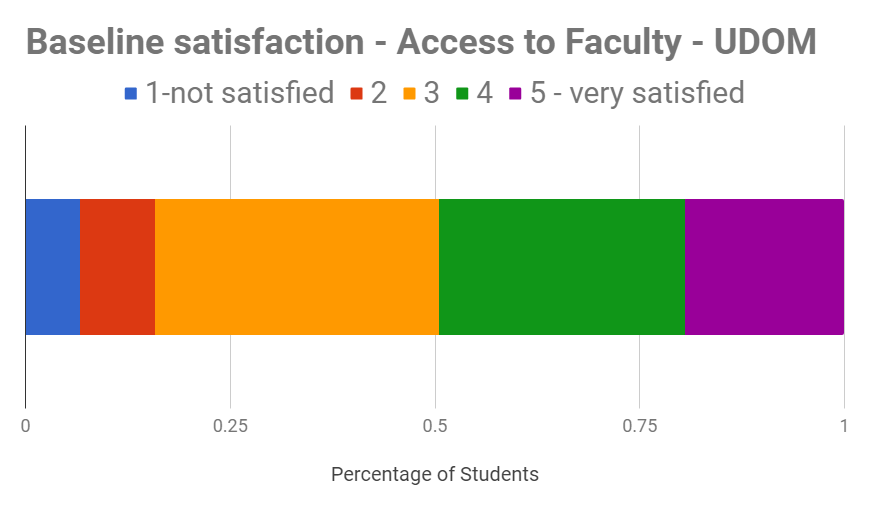 Baseline satisfaction - Access to Faculty - UDOM
1-not satisfied 2 3 4 5 - very satisfied
0 0.25 0.5 0.75 1
Percentage of Students